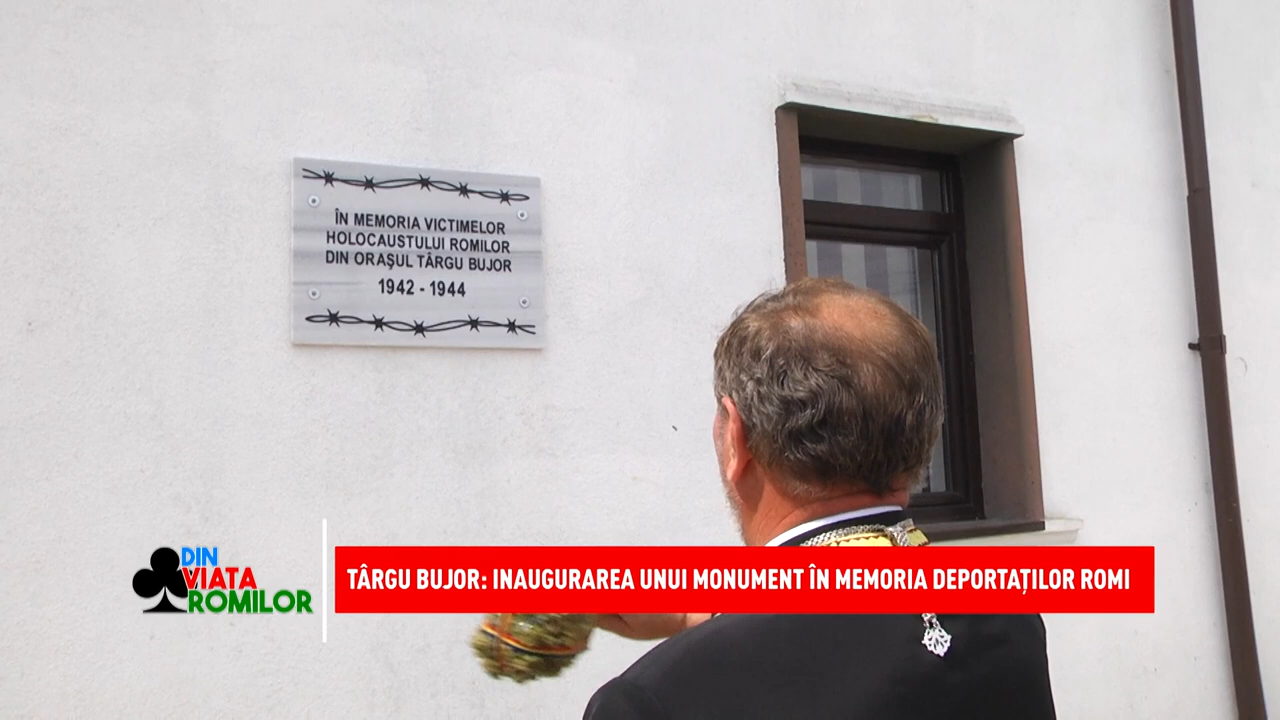 ÎN MEMORIA VICTIMELOR
HOLOCAUSTULUI ROMILOR
DIN ORAŞUL TÂRGU BUJOR
1942 - 1944
DIN
VIATA
ROMILOR
TÂRGU BUJOR: INAUGURAREA UNUI MONUMENT ÎN MEMORIA DEPORTAȚILOR ROMI